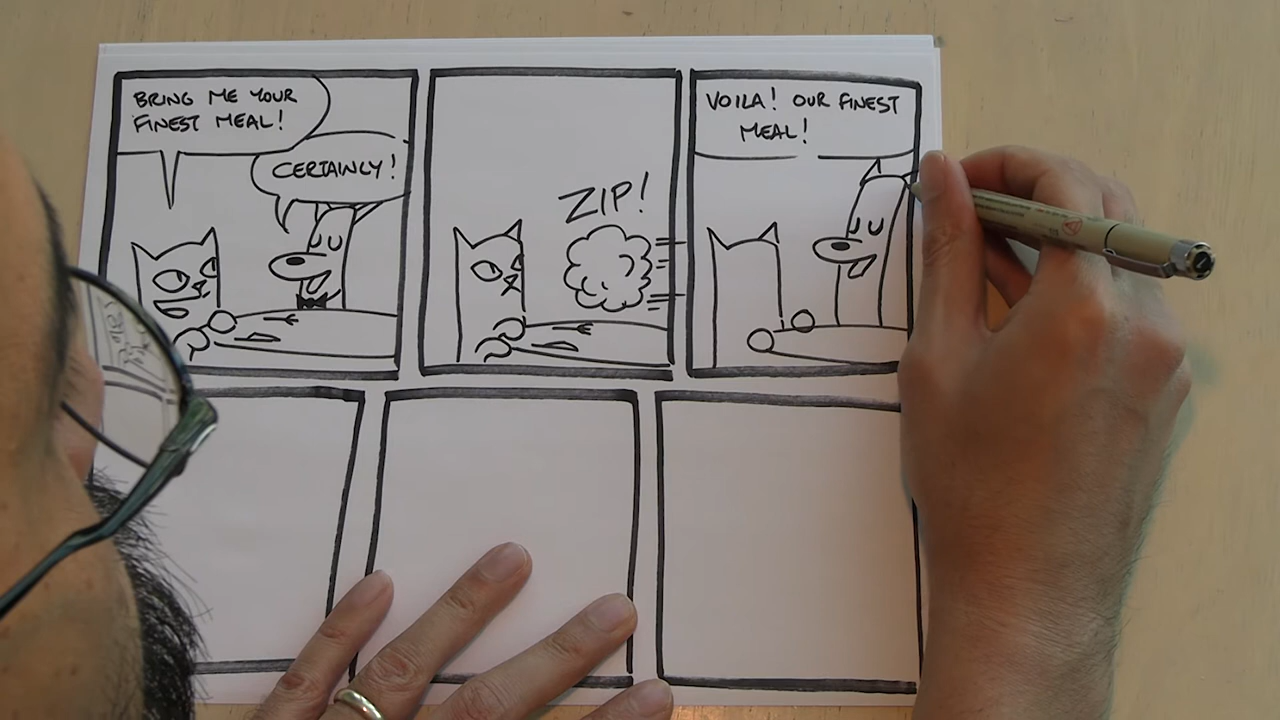 BRING ME YOUR
FINEST MEAL!
CERTAINLY!
ZIP!
VOILA! OUR FINEST
MEAL!